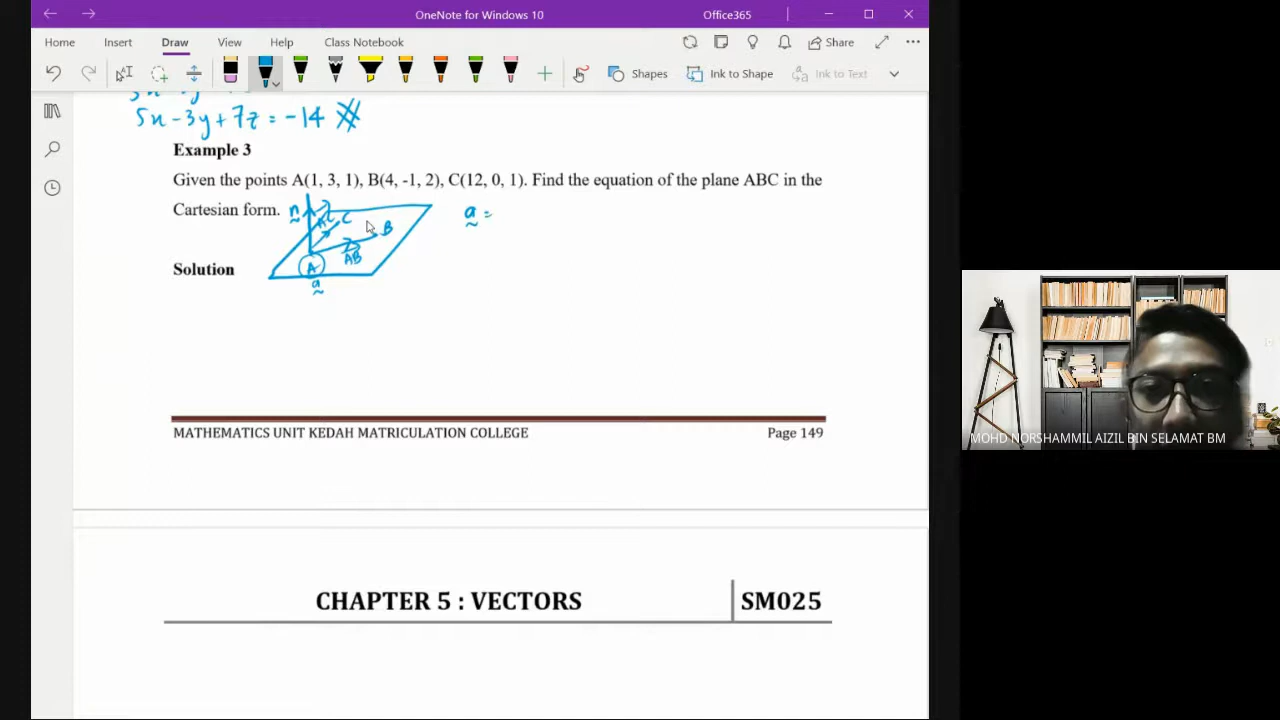 OneNote for Windows 10
Office365
Home Insert Draw View Help Class Notebook
Share
Shapes Ink to Shape Ink to Text
5x - 3y + 7z = -14
Example 3
Given the points A(1, 3, 1), B(4, -1, 2), C(12, 0, 1). Find the equation of the plane ABC in the
Cartesian form.
n
AC
C
B
AB
A
a
a =
Solution
MATHEMATICS UNIT KEDAH MATRICULATION COLLEGE Page 149
CHAPTER 5 : VECTORS SM025
MOHD NORSHAMMIL AIZIL BIN SELAMAT BM